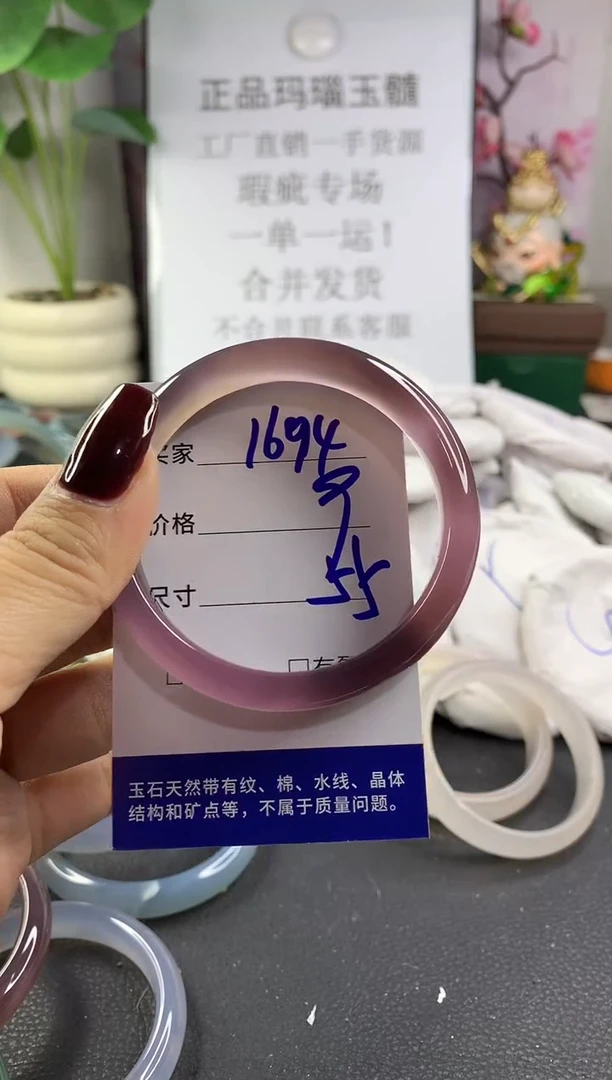 正品玛瑙玉髓
工厂直销一手货源
瑕疵专场
一单一运！
合并发货
不合并联系客服
买家 1694
价格
尺寸 55
玉石天然带有纹、棉、水线、晶体
结构和矿点等，不属于质量问题。